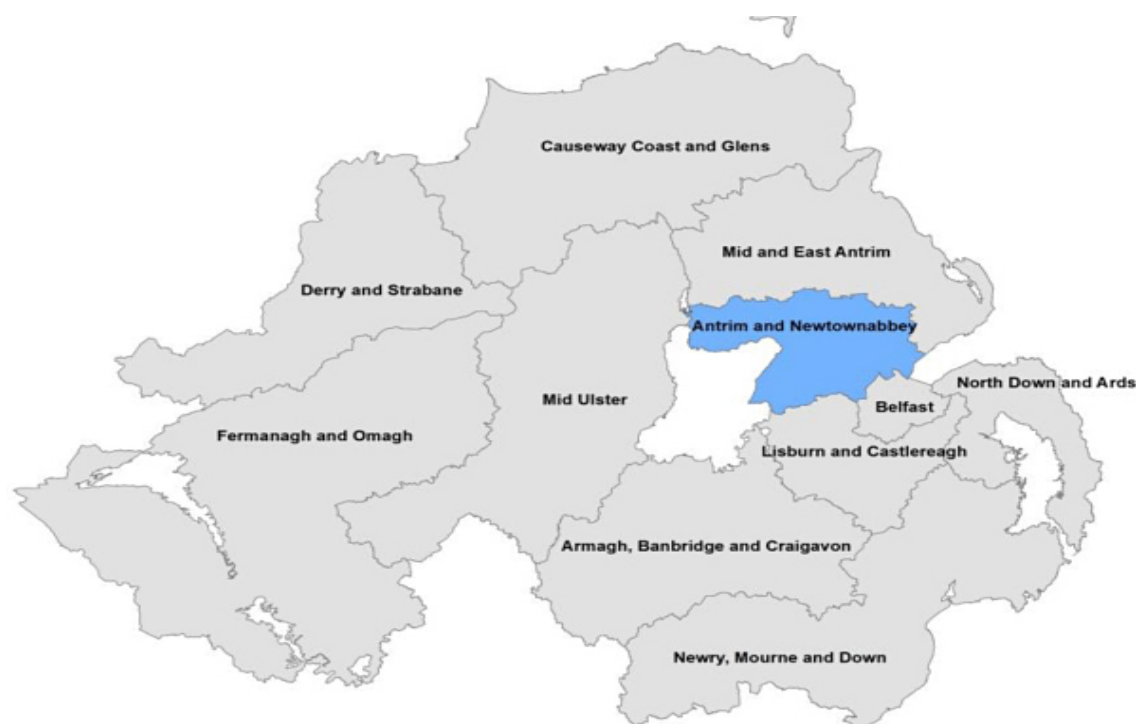 Causeway Coast and Glens
Mid and East Antrim
Derry and Strabane
Antrim and Newtownabbey
North Down and Ards
Mid Ulster
Belfast
Fermanagh and Omagh
Lisburn and Castlereagh
Armagh, Banbridge and Craigavon
Newry, Mourne and Down